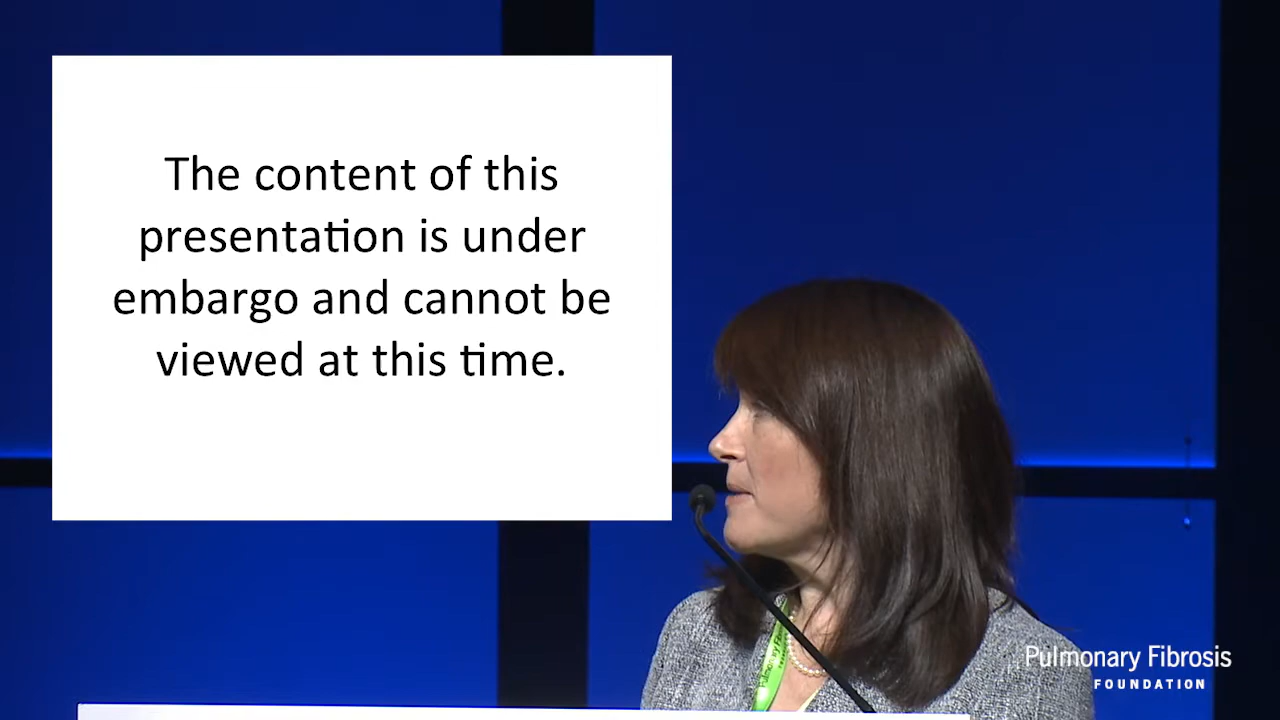 The content of this
presentation is under
embargo and cannot be
viewed at this time.
Pulmonary Fibrosis
FOUNDATION